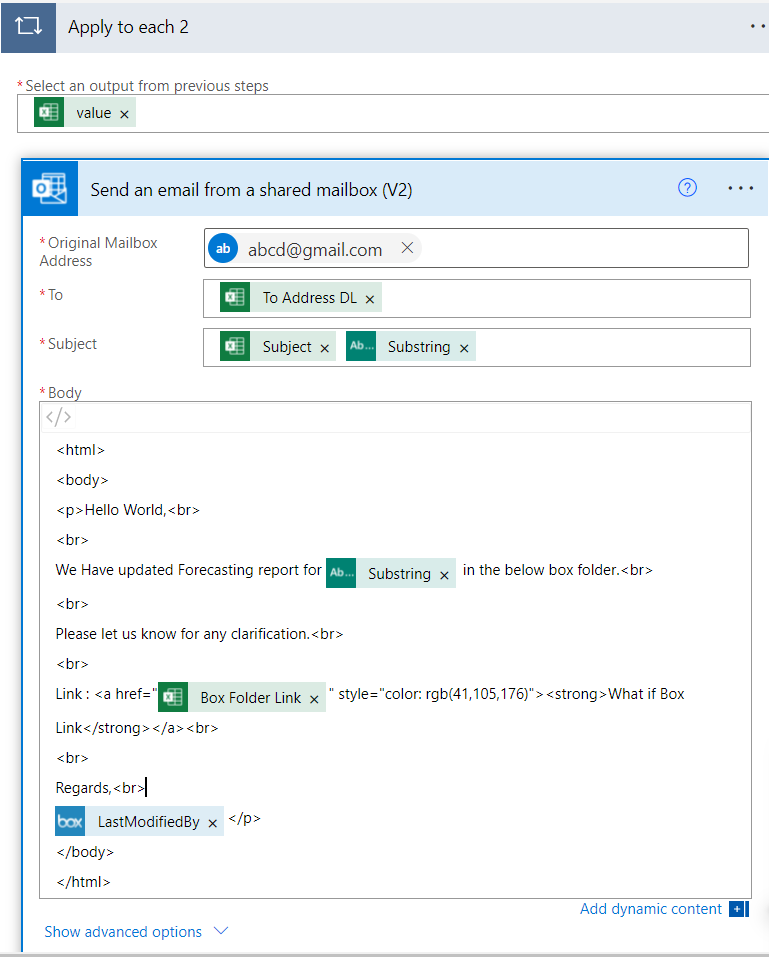 Apply to each 2
* Select an output from previous steps
value ×
Send an email from a shared mailbox (V2)
* Original Mailbox
Address
ab abcd@gmail.com ×
* To
To Address DL ×
* Subject
Subject × Ab... Substring ×
* Body
</>
<html>
<body>
<p>Hello World,<br>
<br>
We Have updated Forecasting report for Ab... Substring × in the below box folder.<br>
<br>
Please let us know for any clarification.<br>
<br>
Link : <a href=" Box Folder Link × " style="color: rgb(41,105,176)"><strong>What if Box
Link</strong></a><br>
<br>
Regards,<br>
box LastModifiedBy × </p>
</body>
</html>
Add dynamic content
Show advanced options